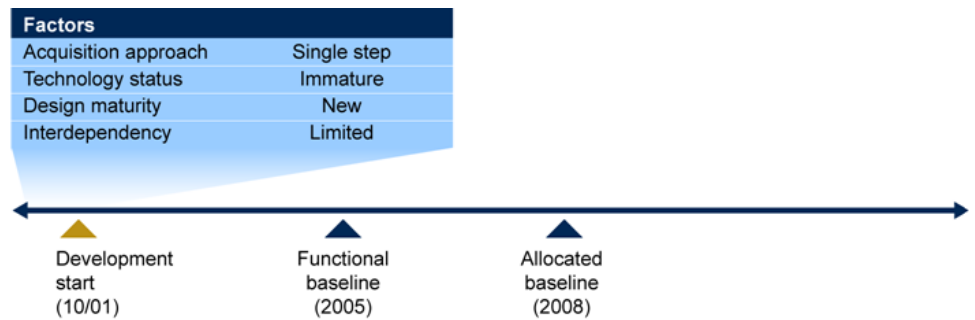 Factors
Acquisition approach Single step
Technology status Immature
Design maturity New
Interdependency Limited
Development
start
(10/01)
Functional
baseline
(2005)
Allocated
baseline
(2008)